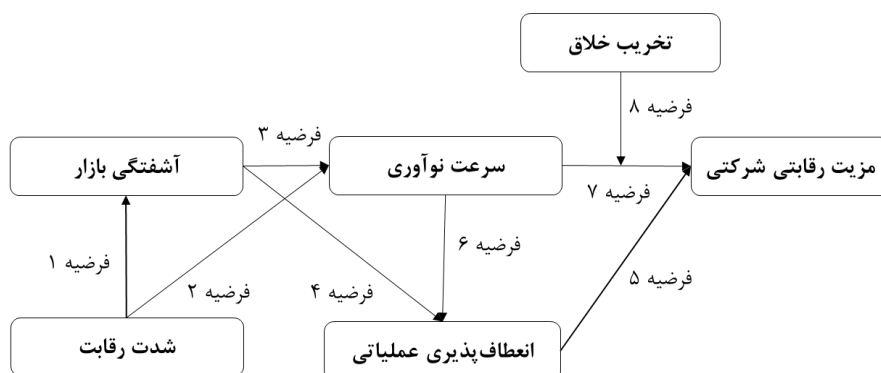 تخریب خلاق
فرضیه ۸
فرضیه ۳
آشفتگی بازار
سرعت نوآوری
مزیت رقابتی شرکتی
فرضیه ۷
فرضیه ۶
فرضیه ۱
فرضیه ۲
فرضیه ۴
فرضیه ۵
شدت رقابت
انعطاف‌پذیری عملیاتی